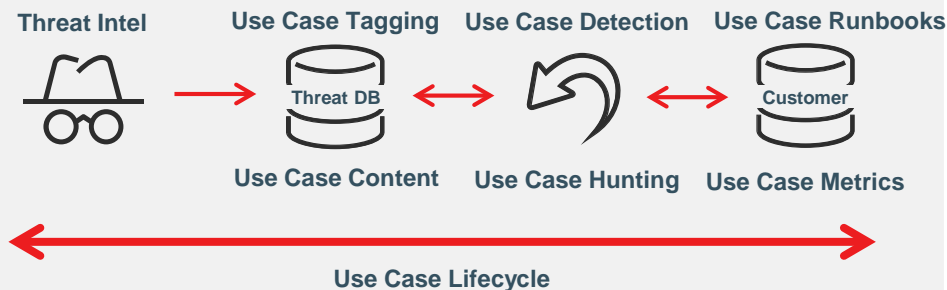 Threat Intel
Use Case Tagging
Use Case Detection
Use Case Runbooks
Threat DB
Customer
Use Case Content
Use Case Hunting
Use Case Metrics
Use Case Lifecycle